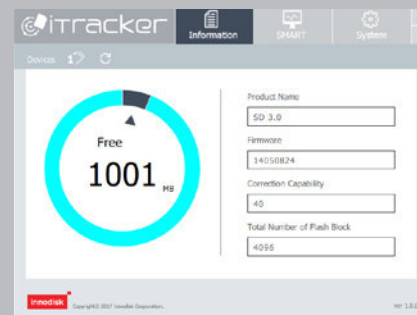 iTracker
Information
SMART
System
Devices 1
Free
1001 MB
Product Name
SD 3.0
Firmware
14050824
Correction Capability
40
Total Number of Flash Block
4096
innodisk
Copyright© 2017 Innodisk Corporation.